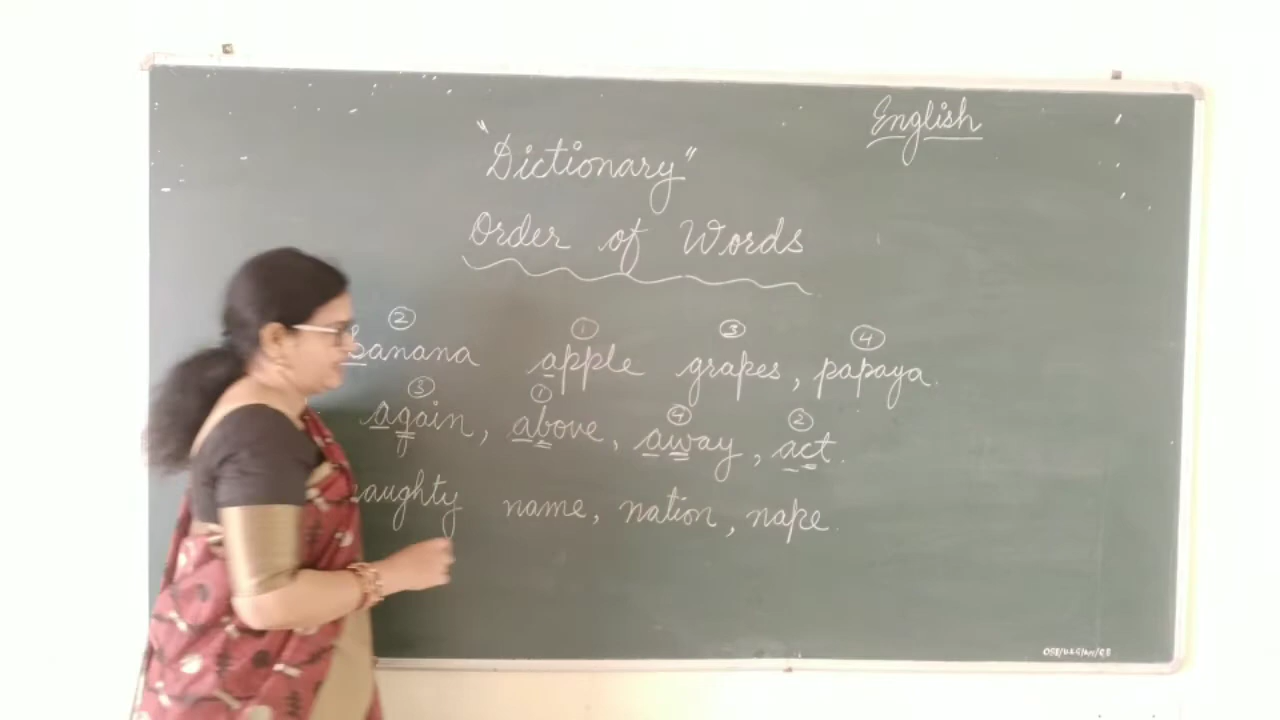 English
"Dictionary"
Order of Words
② ① ③ ④
Banana apple grapes, papaya.
③ ① ④ ②
again, above, away, act.
naughty name, nation, nape.